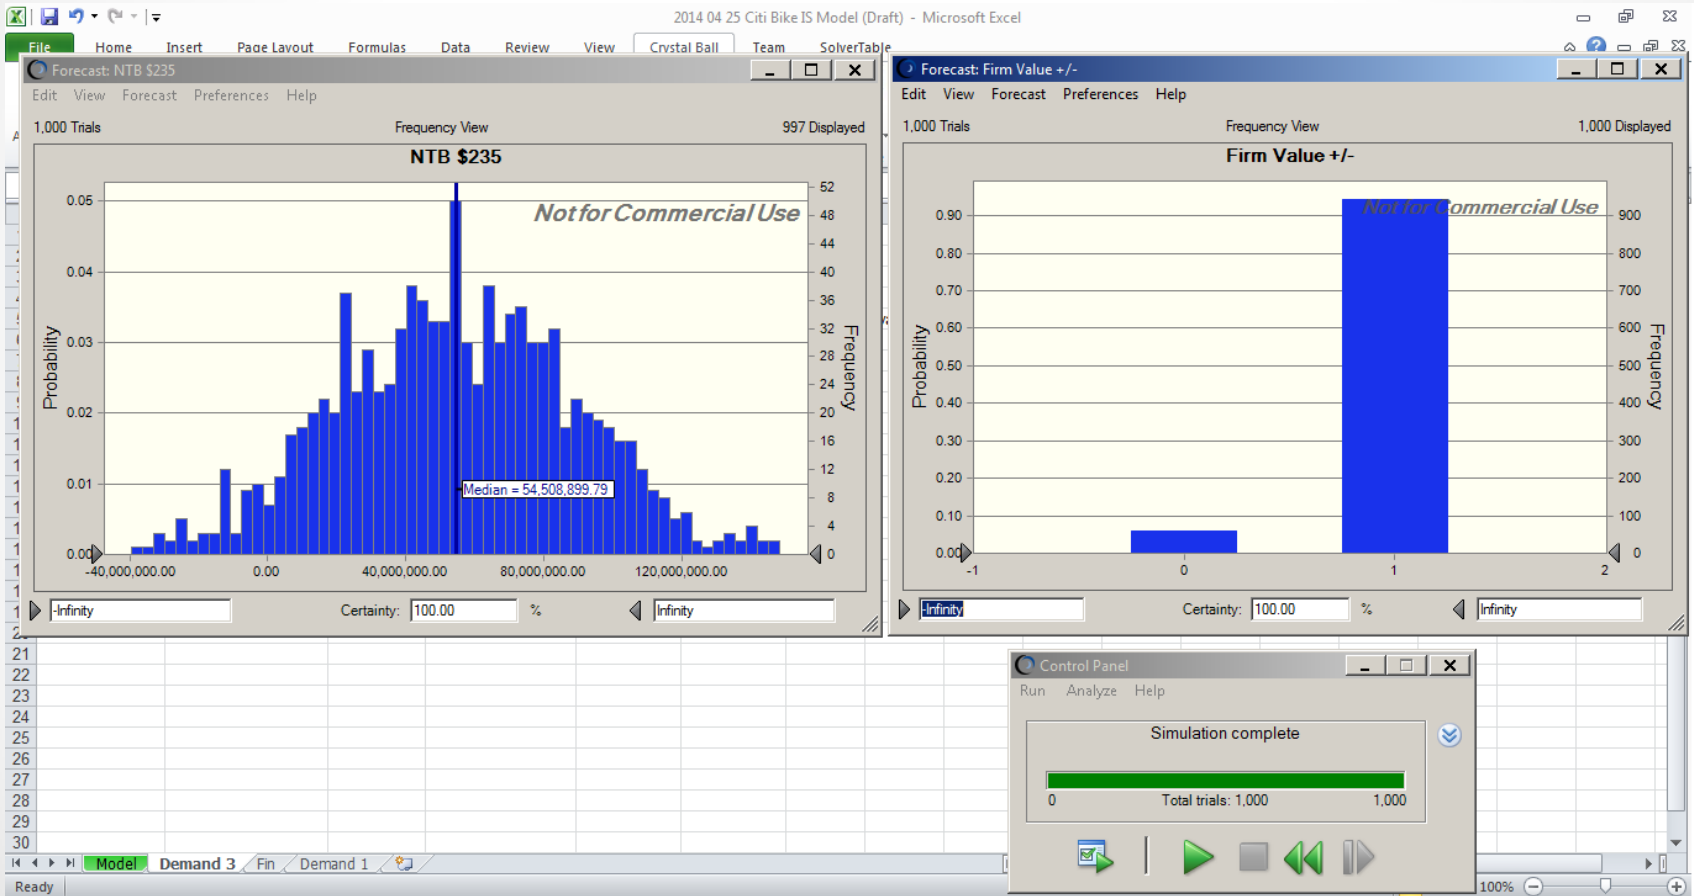 2014 04 25 Citi Bike IS Model (Draft) - Microsoft Excel
File Home Insert Page Layout Formulas Data Review View Crystal Ball Team SolverTable
Forecast: NTB $235
Edit View Forecast Preferences Help
1,000 Trials Frequency View 997 Displayed
NTB $235
Not for Commercial Use
Probability
0.05
0.04
0.03
0.02
0.01
0.00
52
48
44
40
36
32
28
24
20
16
12
8
4
0
Frequency
Median = 54,508,899.79
-40,000,000.00 0.00 40,000,000.00 80,000,000.00 120,000,000.00
-Infinity Certainty: 100.00 % Infinity
Forecast: Firm Value +/-
Edit View Forecast Preferences Help
1,000 Trials Frequency View 1,000 Displayed
Firm Value +/-
Not for Commercial Use
Probability
0.90
0.80
0.70
0.60
0.50
0.40
0.30
0.20
0.10
0.00
900
800
700
600
500
400
300
200
100
0
Frequency
-1 0 1 2
-Infinity Certainty: 100.00 % Infinity
21
22
23
24
25
26
27
28
29
30
Control Panel
Run Analyze Help
Simulation complete
0 Total trials: 1,000 1,000
Model Demand 3 Fin Demand 1
Ready 100%